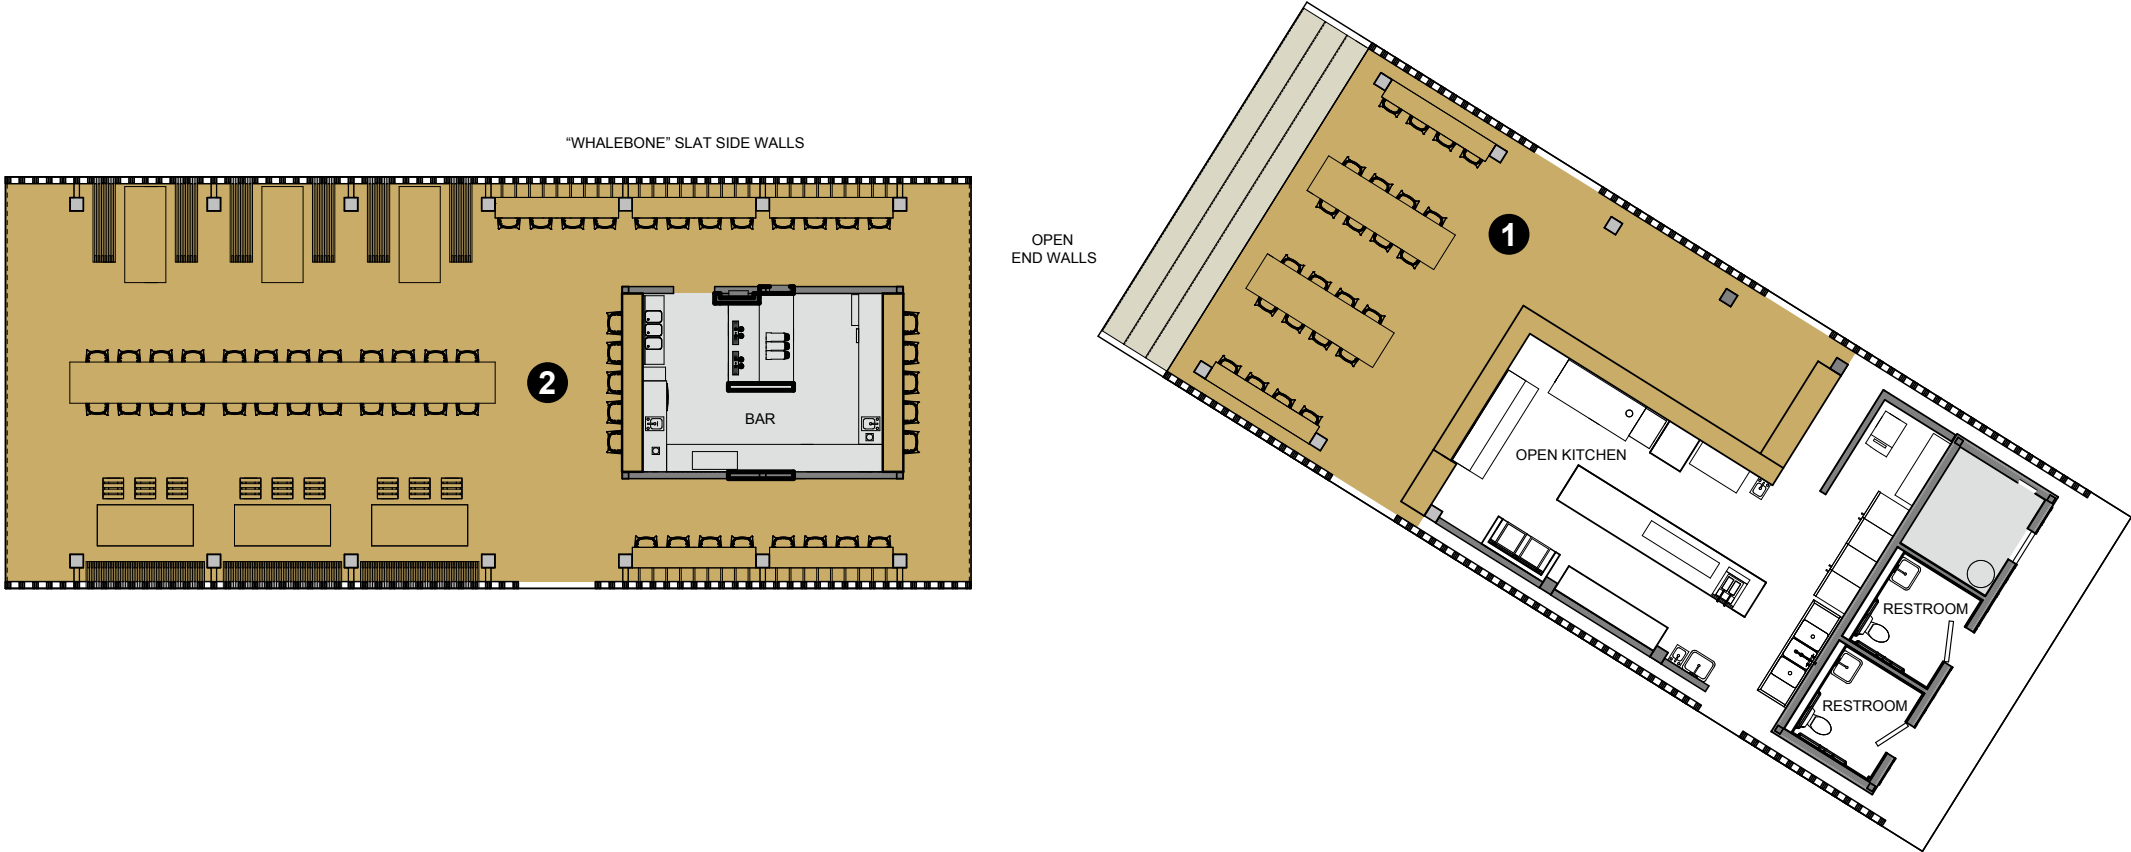 “WHALEBONE” SLAT SIDE WALLS
OPEN
END WALLS
1
2
BAR
OPEN KITCHEN
RESTROOM
RESTROOM